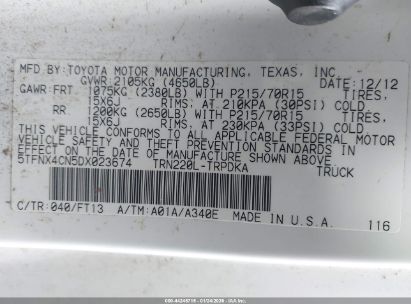 MFD BY: TOYOTA MOTOR MANUFACTURING, TEXAS, INC.
GVWR: 2105KG (4650LB) 12/12
GAWR: FRT. 1075KG (2380LB) WITH P215/70R15 TIRES,
15X6J RIMS, AT 210KPA (30PSI) COLD
RR. 1200KG (2650LB) WITH P215/70R15 TIRES,
15X6J RIMS, AT 230KPA (33PSI) COLD
THIS VEHICLE CONFORMS TO ALL APPLICABLE FEDERAL MOTOR
VEHICLE SAFETY AND THEFT PREVENTION STANDARDS IN
EFFECT ON THE DATE OF MANUFACTURE SHOWN ABOVE.
5TFNX4CN5DX023674 TRN220L-TRPDKA TRUCK
C/TR: 040/FT13 A/TM: A01A/A340E MADE IN U.S.A. 116